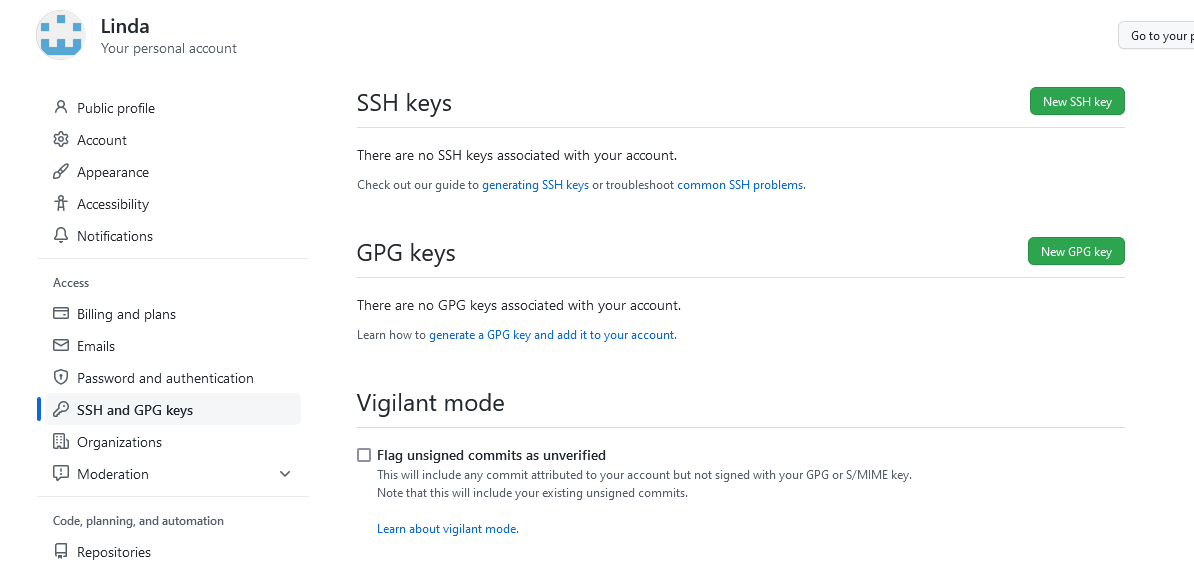 Linda
Your personal account
Go to your p
Public profile
Account
Appearance
Accessibility
Notifications
Access
Billing and plans
Emails
Password and authentication
SSH and GPG keys
Organizations
Moderation
Code, planning, and automation
Repositories
SSH keys
New SSH key
There are no SSH keys associated with your account.
Check out our guide to generating SSH keys or troubleshoot common SSH problems.
GPG keys
New GPG key
There are no GPG keys associated with your account.
Learn how to generate a GPG key and add it to your account.
Vigilant mode
Flag unsigned commits as unverified
This will include any commit attributed to your account but not signed with your GPG or S/MIME key.
Note that this will include your existing unsigned commits.
Learn about vigilant mode.